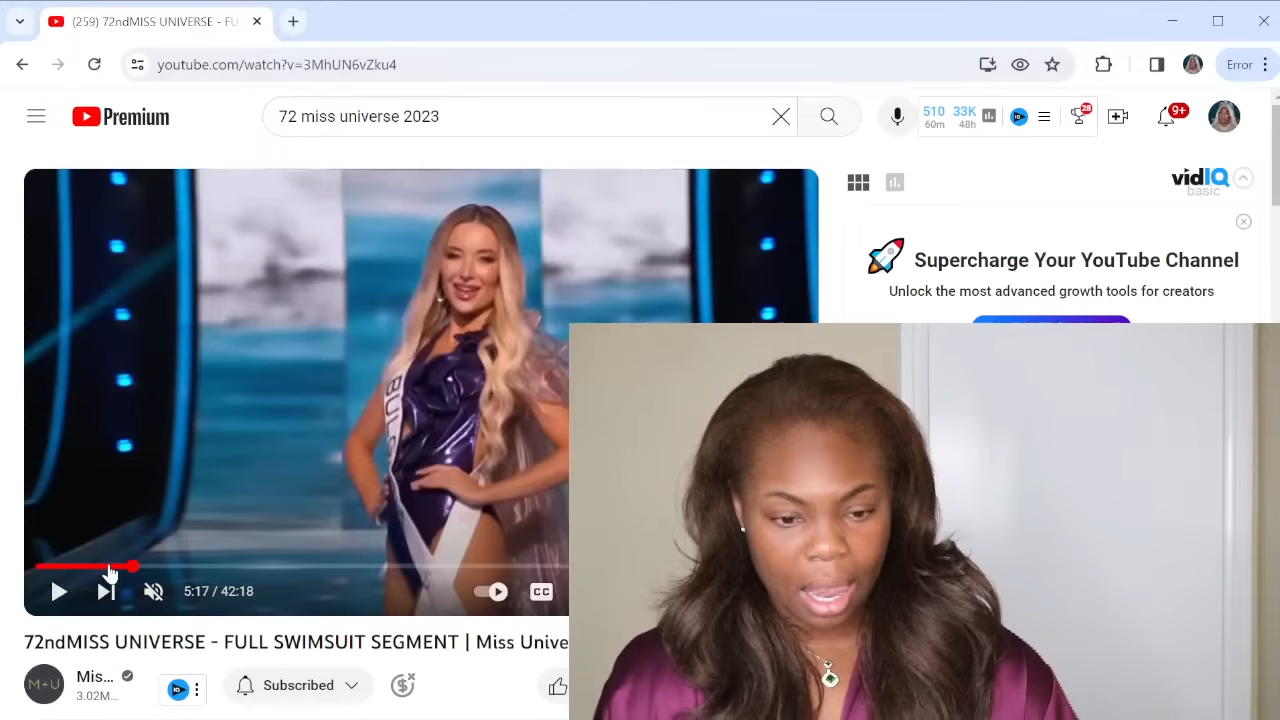 (259) 72ndMISS UNIVERSE - FU
youtube.com/watch?v=3MhUN6vZku4
Error
Premium
72 miss universe 2023
510 33K
60m 48h
28
9+
vidIQ
basic
Supercharge Your YouTube Channel
Unlock the most advanced growth tools for creators
5:17 / 42:18
CC
72ndMISS UNIVERSE - FULL SWIMSUIT SEGMENT | Miss Unive
M+U
Mis...
3.02M...
Subscribed